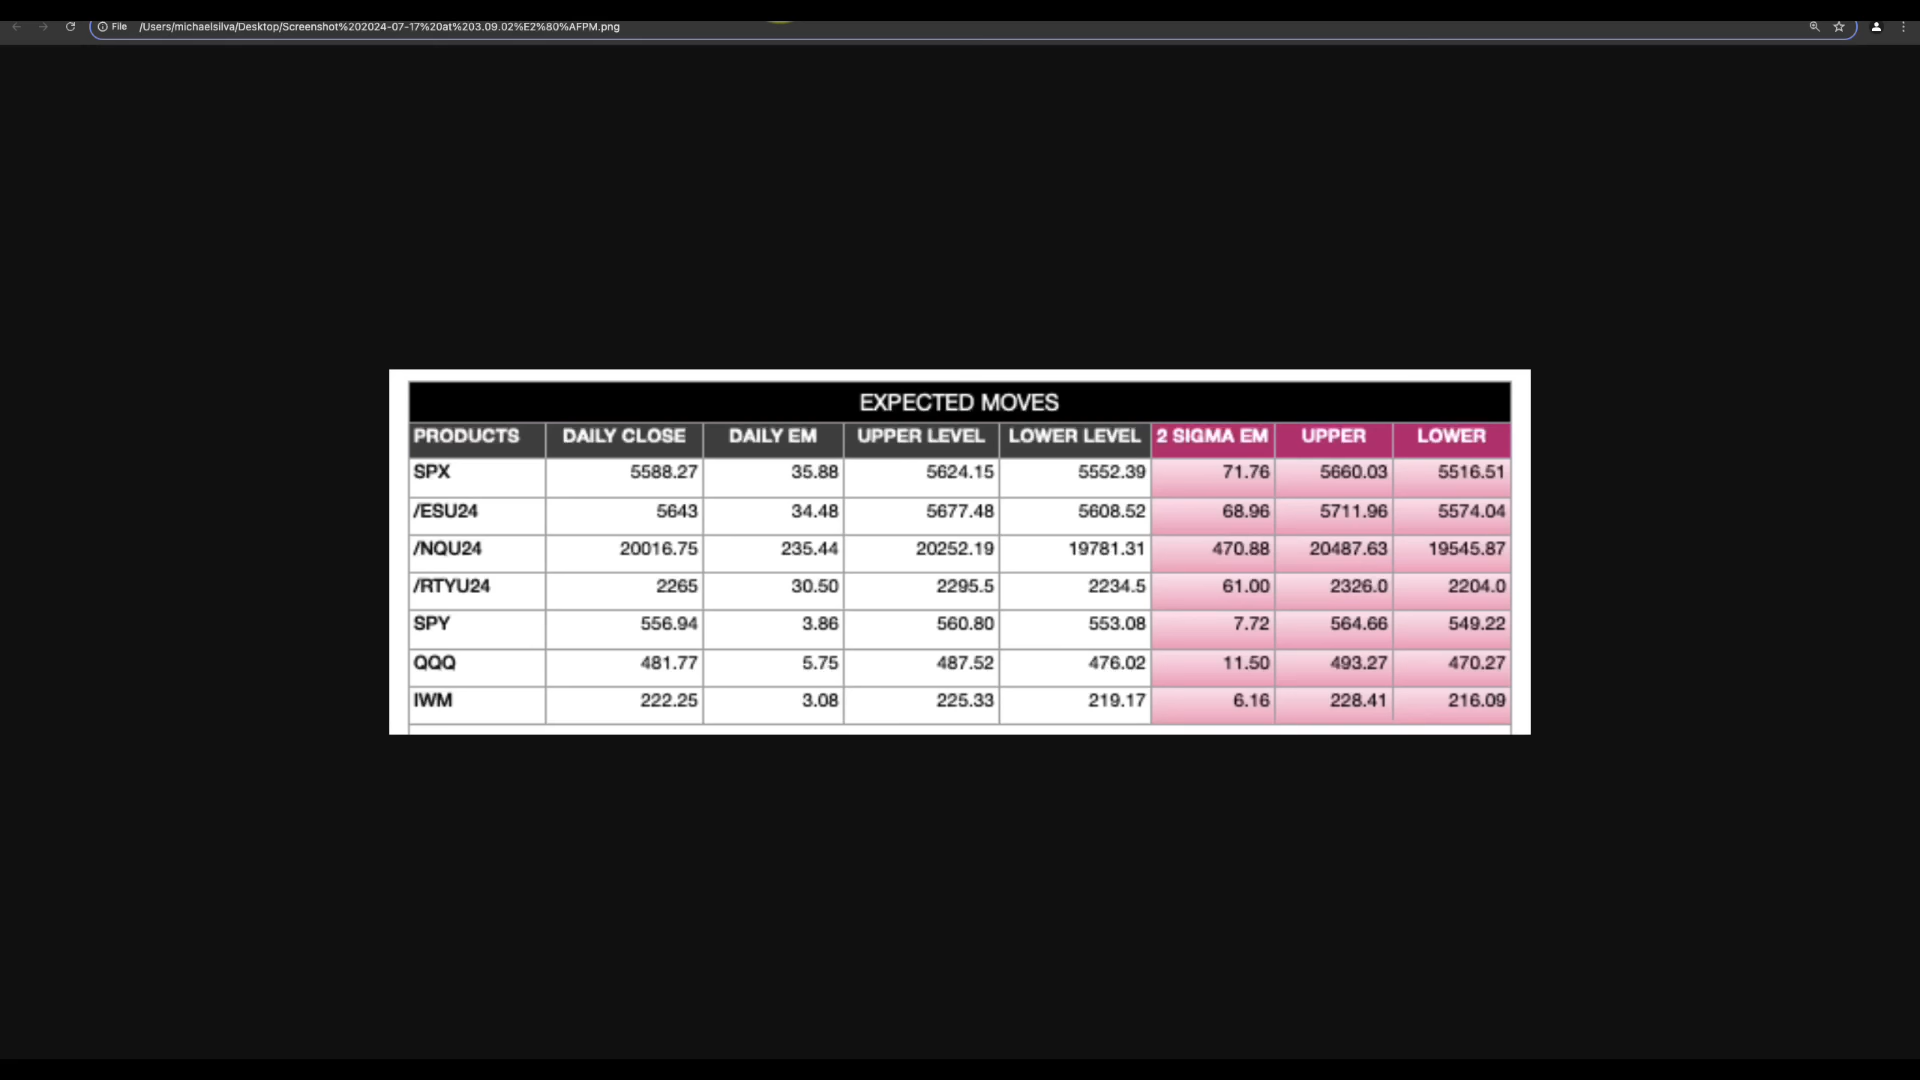 File /Users/michaelsilva/Desktop/Screenshot%202024-07-17%20at%203.09.02%E2%80%AFPM.png
EXPECTED MOVES
PRODUCTS DAILY CLOSE DAILY EM UPPER LEVEL LOWER LEVEL 2 SIGMA EM UPPER LOWER
SPX 5588.27 35.88 5624.15 5552.39 71.76 5660.03 5516.51
/ESU24 5643 34.48 5677.48 5608.52 68.96 5711.96 5574.04
/NQU24 20016.75 235.44 20252.19 19781.31 470.88 20487.63 19545.87
/RTYU24 2265 30.50 2295.5 2234.5 61.00 2326.0 2204.0
SPY 556.94 3.86 560.80 553.08 7.72 564.66 549.22
QQQ 481.77 5.75 487.52 476.02 11.50 493.27 470.27
IWM 222.25 3.08 225.33 219.17 6.16 228.41 216.09